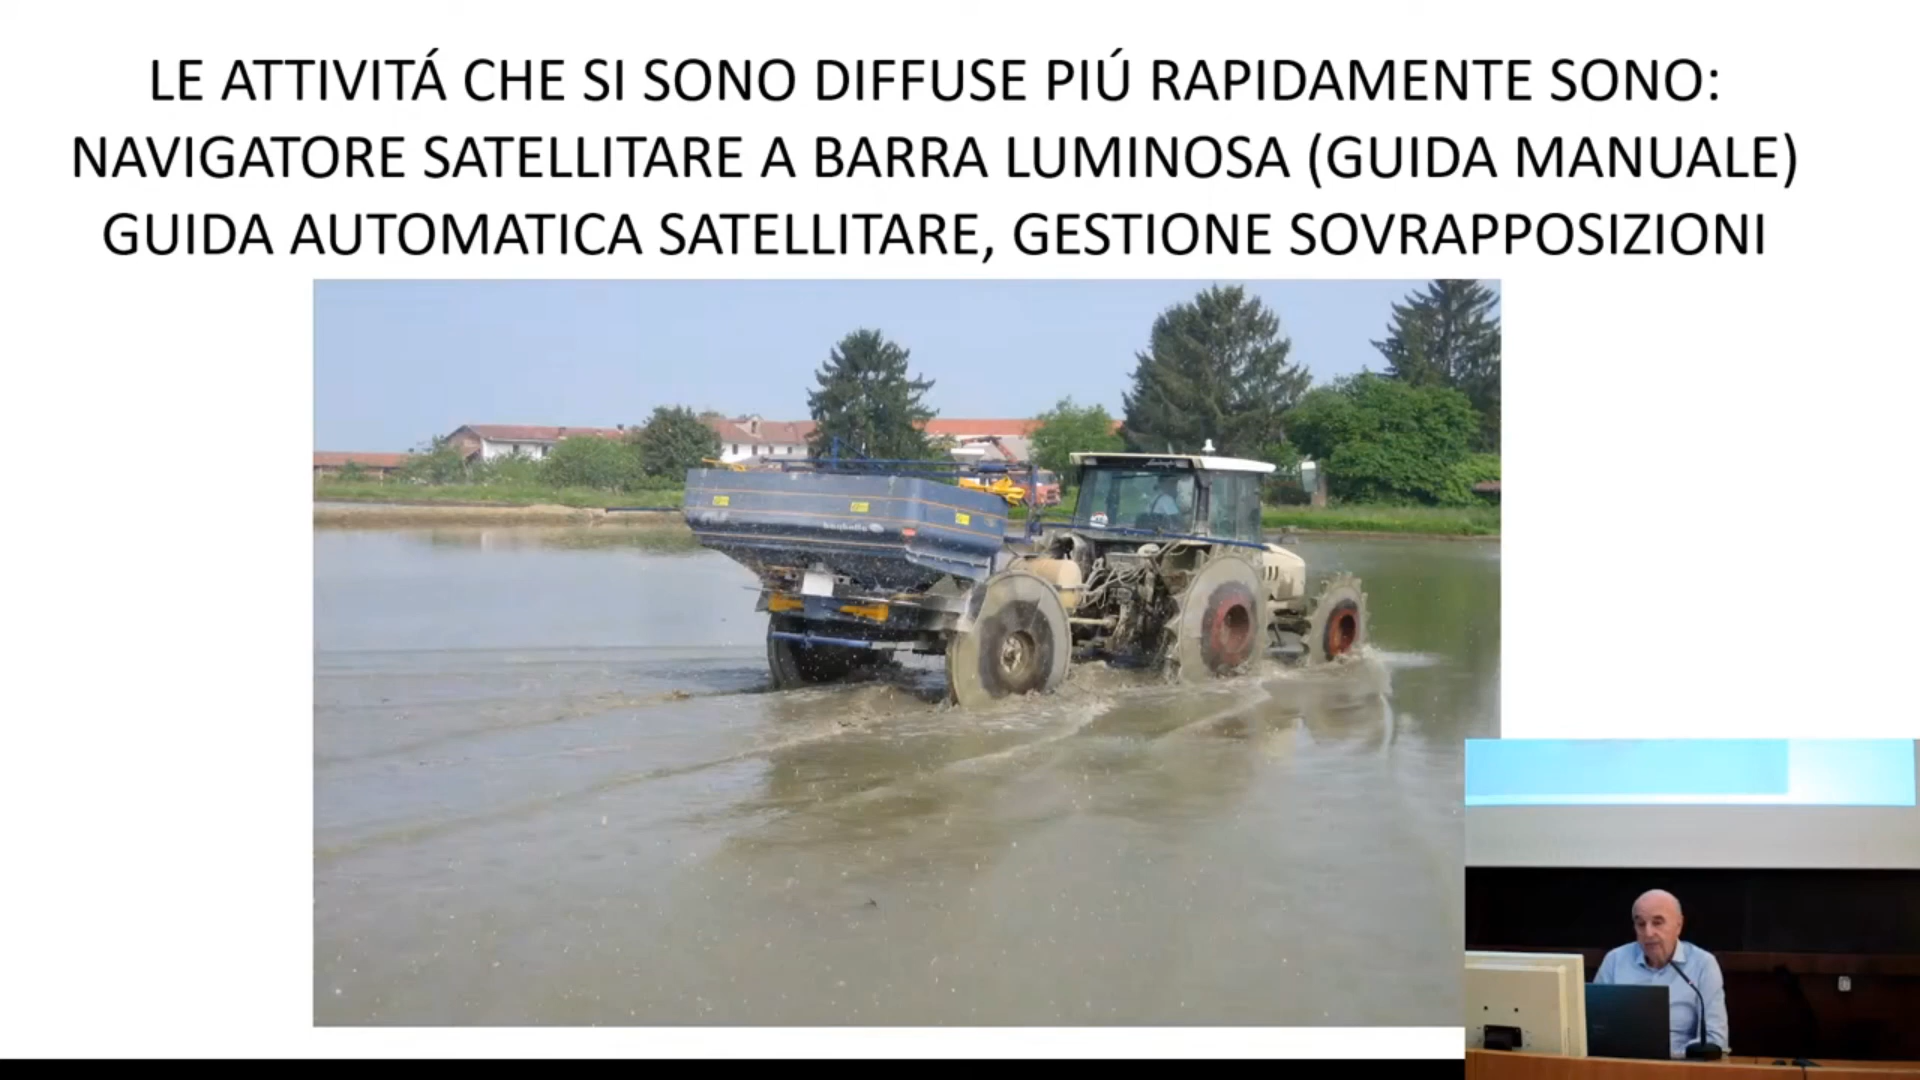 LE ATTIVITÁ CHE SI SONO DIFFUSE PIÚ RAPIDAMENTE SONO:
NAVIGATORE SATELLITARE A BARRA LUMINOSA (GUIDA MANUALE)
GUIDA AUTOMATICA SATELLITARE, GESTIONE SOVRAPPOSIZIONI